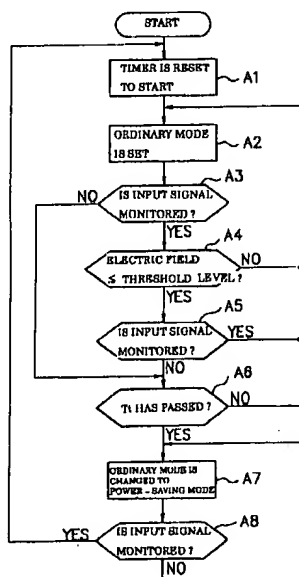 START
TIMER IS RESET
TO START
A1
ORDINARY MODE
IS SET
A2
A3
NO
IS INPUT SIGNAL
MONITORED ?
YES
A4
ELECTRIC FIELD
≤ THRESHOLD LEVEL ?
NO
YES
A5
IS INPUT SIGNAL
MONITORED ?
YES
NO
A6
Tt HAS PASSED ?
NO
YES
ORDINARY MODE IS
CHANGED TO
POWER-SAVING MODE
A7
A8
YES
IS INPUT SIGNAL
MONITORED ?
NO